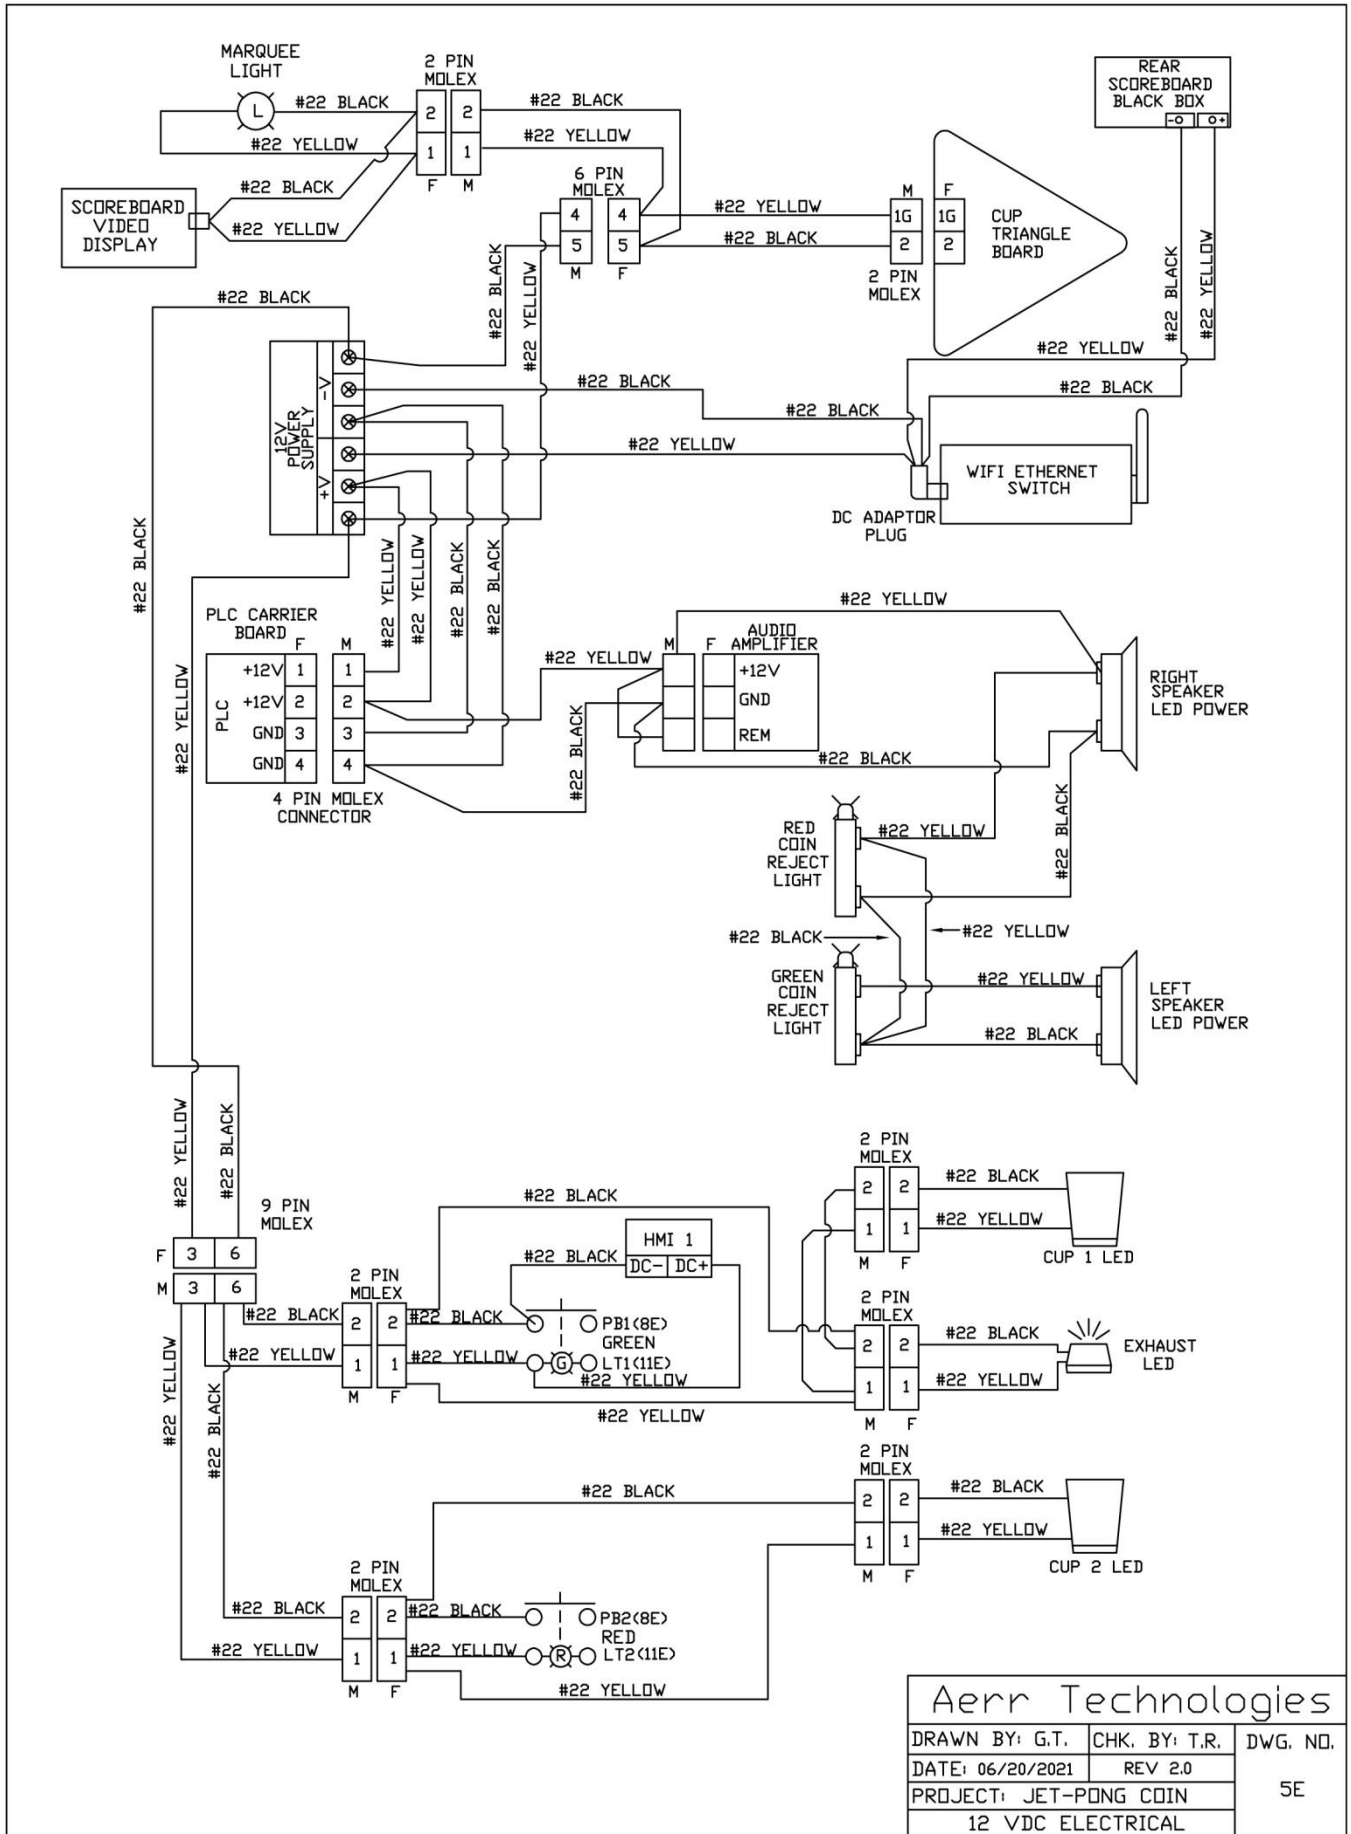 MARQUEE
LIGHT
L
#22 BLACK
#22 YELLOW
2 PIN
MOLEX
2 2
1 1
F M
#22 BLACK
#22 YELLOW
SCOREBOARD
VIDEO
DISPLAY
#22 BLACK
#22 YELLOW
6 PIN
MOLEX
4 4
5 5
M F
#22 YELLOW
#22 BLACK
M F
1G 1G
2 2
2 PIN
MOLEX
CUP
TRIANGLE
BOARD
REAR
SCOREBOARD
BLACK BOX
- +
#22 BLACK
#22 YELLOW
#22 YELLOW
#22 BLACK
#22 BLACK
#22 BLACK
#22 YELLOW
12V
POWER
SUPPLY
-V
+V
#22 BLACK
#22 BLACK
#22 YELLOW
WIFI ETHERNET
SWITCH
DC ADAPTOR
PLUG
#22 BLACK
#22 YELLOW
#22 YELLOW
#22 YELLOW
#22 BLACK
#22 BLACK
PLC CARRIER
BOARD
F M
PLC
+12V 1 1
+12V 2 2
GND 3 3
GND 4 4
4 PIN MOLEX
CONNECTOR
#22 YELLOW
#22 BLACK
#22 YELLOW
AUDIO
AMPLIFIER
M F
+12V
GND
REM
#22 BLACK
RIGHT
SPEAKER
LED POWER
RED
COIN
REJECT
LIGHT
#22 YELLOW
#22 BLACK
#22 BLACK
#22 YELLOW
GREEN
COIN
REJECT
LIGHT
#22 YELLOW
#22 BLACK
LEFT
SPEAKER
LED POWER
#22 YELLOW
#22 BLACK
9 PIN
MOLEX
F 3 6
M 3 6
#22 YELLOW
#22 BLACK
#22 BLACK
#22 YELLOW
2 PIN
MOLEX
2 2
1 1
M F
#22 BLACK
#22 BLACK
HMI 1
DC- DC+
#22 BLACK
PB1(8E)
GREEN
G
LT1(11E)
#22 YELLOW
#22 YELLOW
#22 YELLOW
2 PIN
MOLEX
2 2
1 1
M F
#22 BLACK
#22 YELLOW
CUP 1 LED
2 PIN
MOLEX
2 2
1 1
M F
#22 BLACK
#22 YELLOW
EXHAUST
LED
2 PIN
MOLEX
2 2
1 1
M F
#22 BLACK
#22 YELLOW
CUP 2 LED
#22 BLACK
#22 BLACK
#22 YELLOW
2 PIN
MOLEX
2 2
1 1
M F
#22 BLACK
#22 YELLOW
PB2(8E)
RED
R
LT2(11E)
#22 YELLOW
Aerr Technologies
DRAWN BY: G.T. CHK. BY: T.R. DWG. NO.
DATE: 06/20/2021 REV 2.0
5E
PROJECT: JET-PONG COIN
12 VDC ELECTRICAL